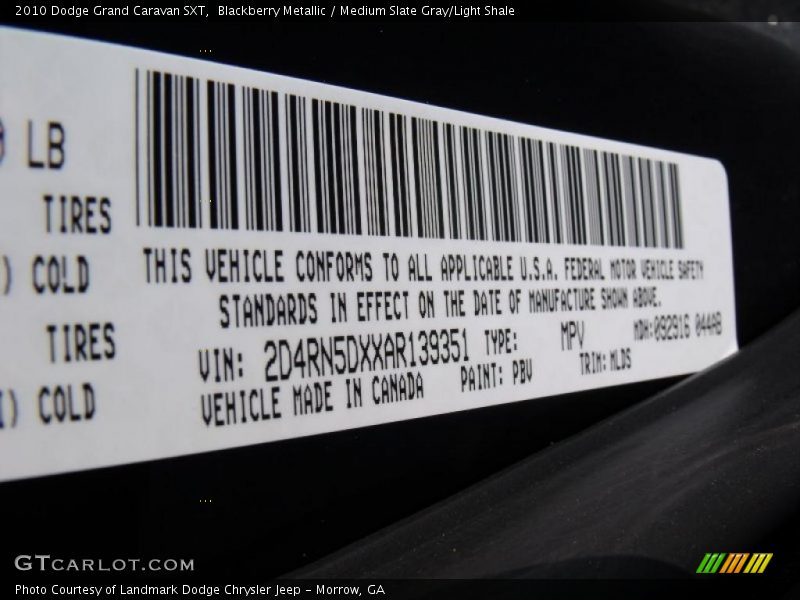 2010 Dodge Grand Caravan SXT,  Blackberry Metallic / Medium Slate Gray/Light Shale
LB
TIRES
) COLD
TIRES
) COLD
THIS VEHICLE CONFORMS TO ALL APPLICABLE U.S.A. FEDERAL MOTOR VEHICLE SAFETY
STANDARDS IN EFFECT ON THE DATE OF MANUFACTURE SHOWN ABOVE.
VIN: 2D4RN5DXXAR139351 TYPE: MPV MDH:092916 044AB
VEHICLE MADE IN CANADA PAINT: PBV TRIM: MLDS
GTCARLOT.COM
Photo Courtesy of Landmark Dodge Chrysler Jeep - Morrow, GA